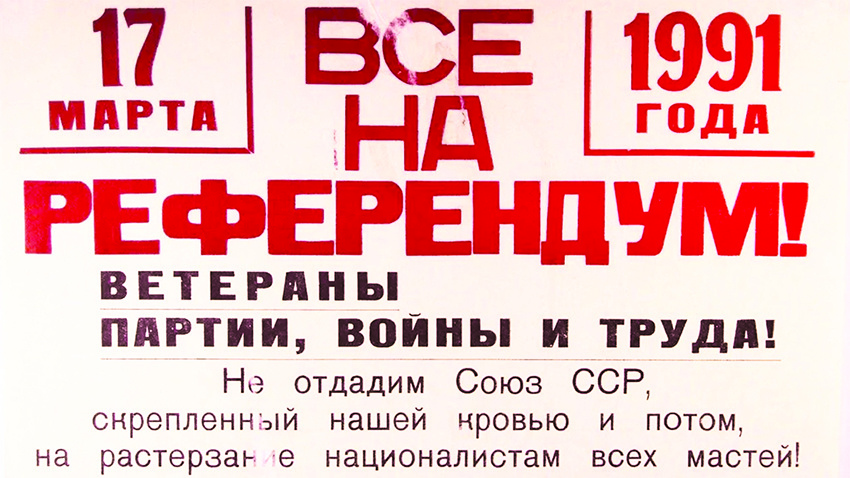 17
МАРТА
ВСЕ
НА
1991
ГОДА
РЕФЕРЕНДУМ!
ВЕТЕРАНЫ
ПАРТИИ, ВОЙНЫ И ТРУДА!
Не отдадим Союз ССР,
скрепленный нашей кровью и потом,
на растерзание националистам всех мастей!